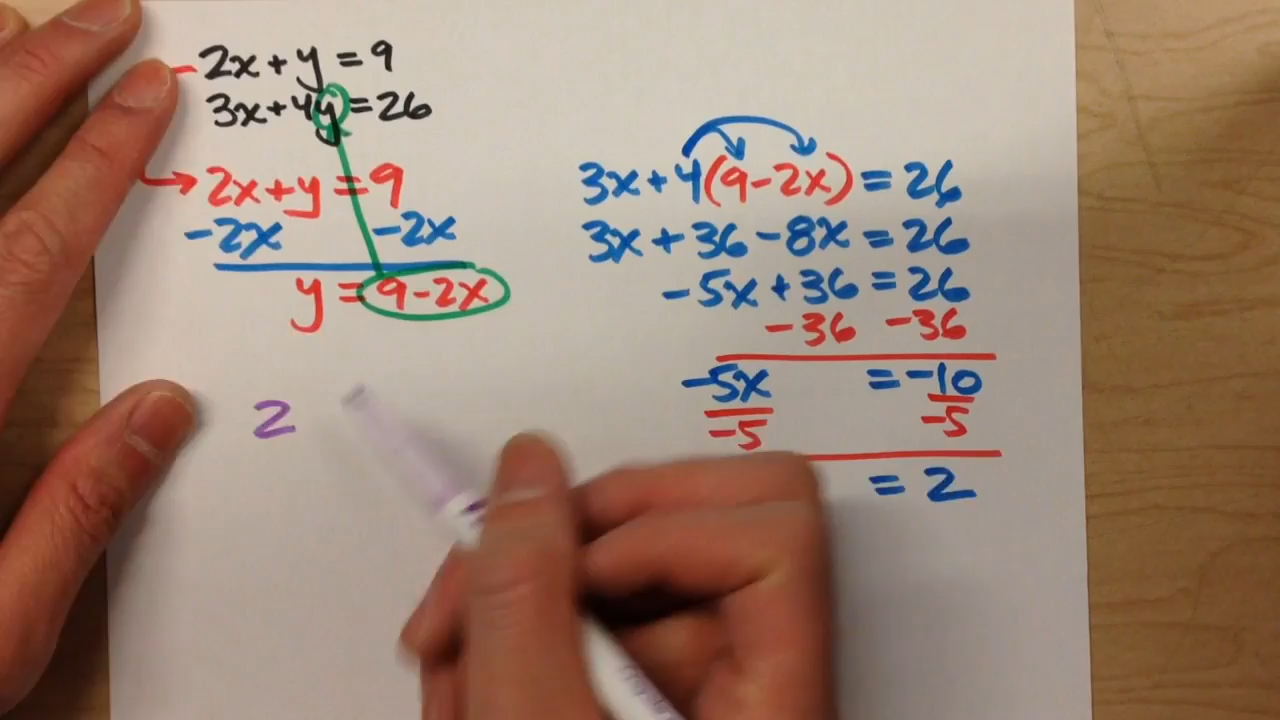 2x+y=9
3x+4y=26
2x+y=9
-2x -2x
y=9-2x
2
3x+4(9-2x)=26
3x+36-8x=26
-5x+36=26
-36 -36
-5x =-10
-5 -5
=2